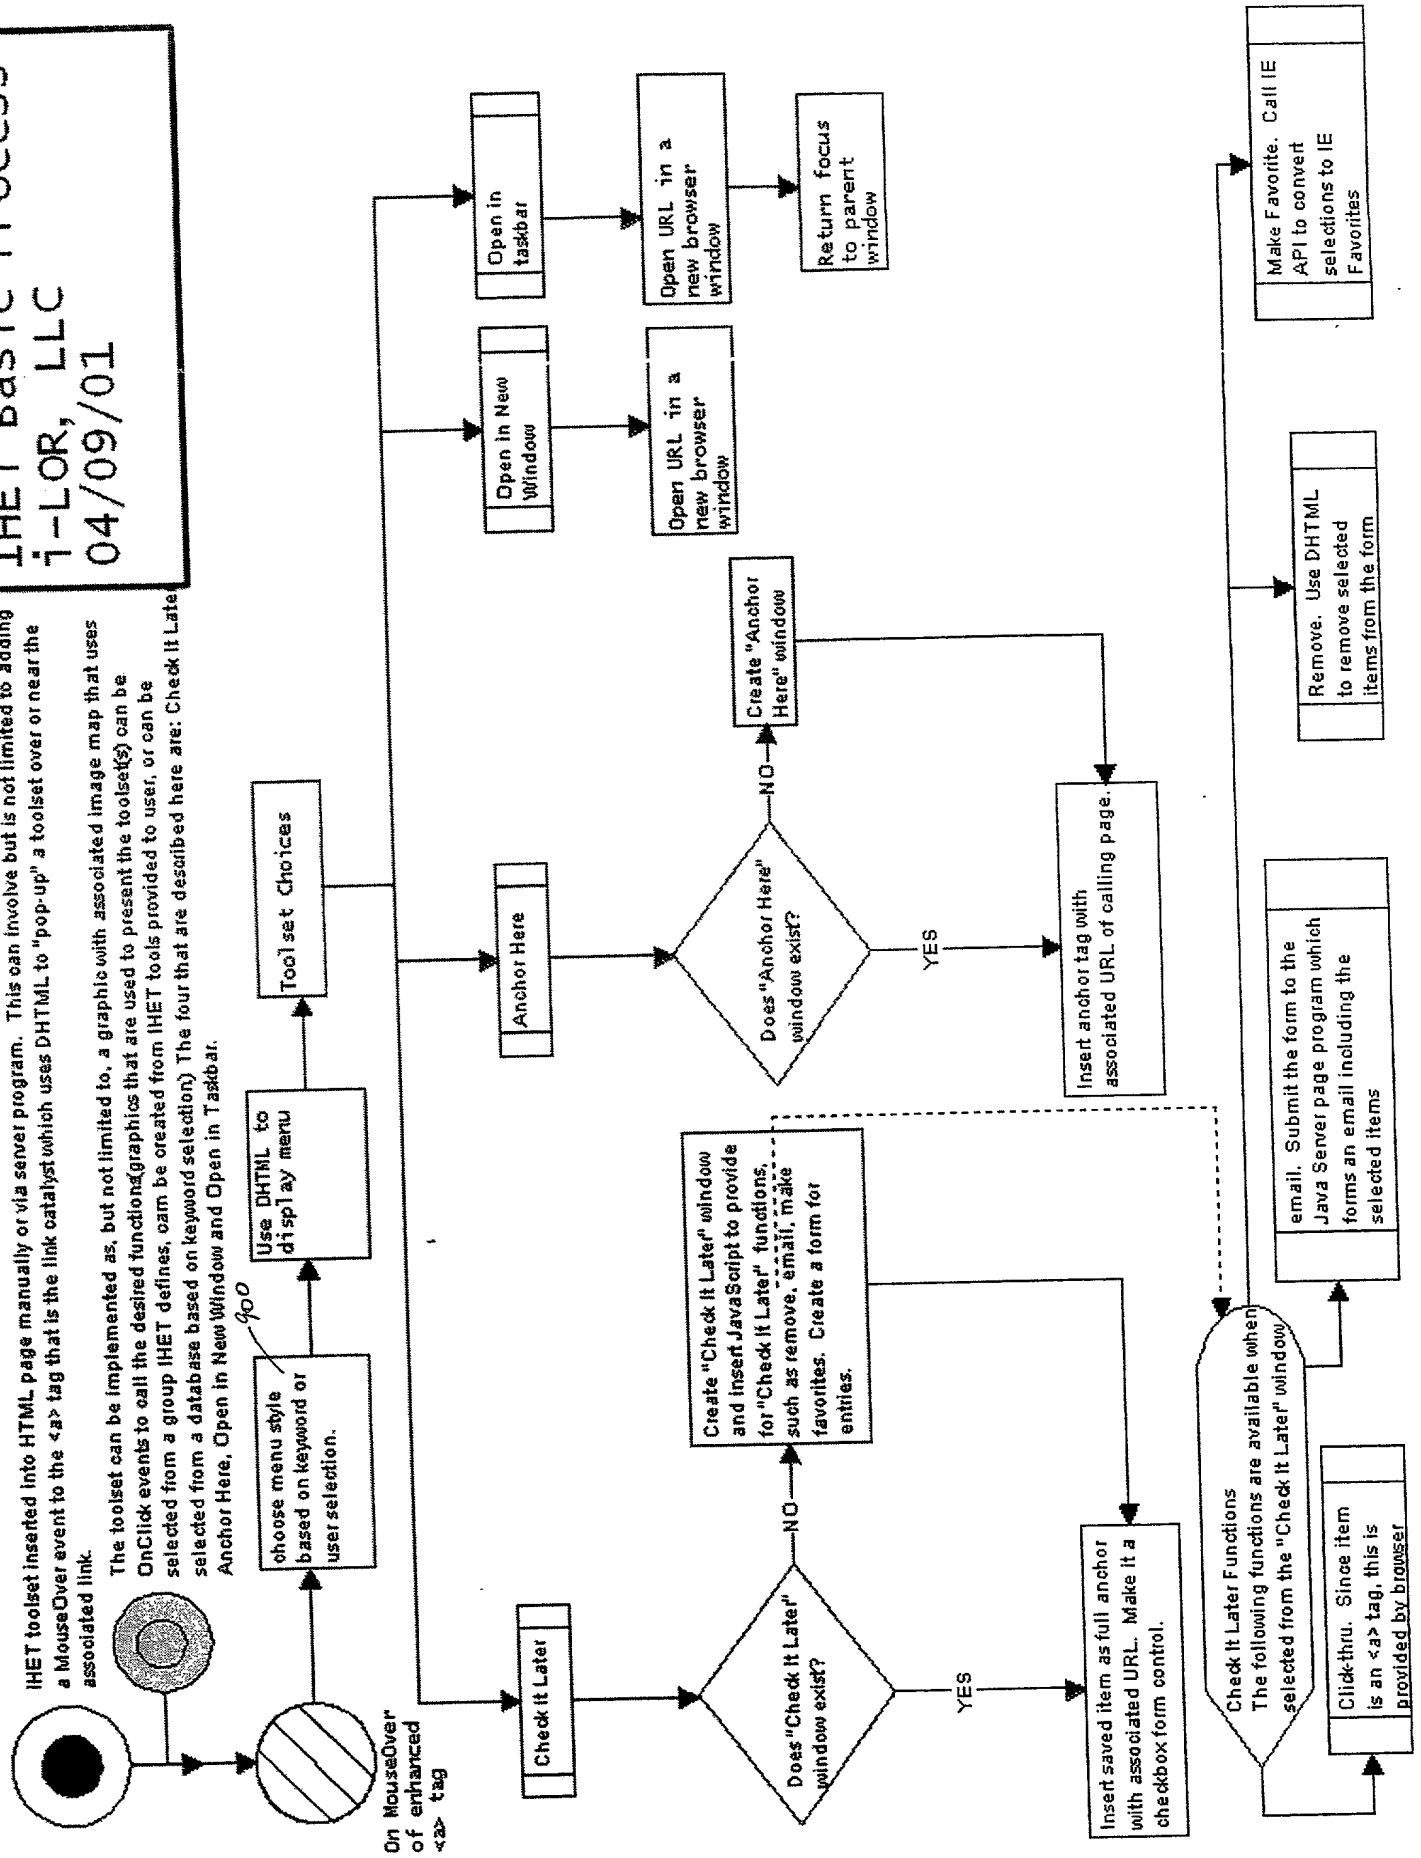 IHET Basic Process
i-LOR, LLC
04/09/01
IHET toolset inserted into HTML page manually or via server program. This can involve but is not limited to adding
a MouseOver event to the <a> tag that is the link catalyst which uses DHTML to "pop-up" a toolset over or near the
associated link.
The toolset can be implemented as, but not limited to, a graphic with associated image map that uses
OnClick events to call the desired function(graphics that are used to present the toolset(s) can be
selected from a group IHET defines, cam be created from IHET tools provided to user, or can be
selected from a database based on keyword selection) The four that are described here are: Check It Later
Anchor Here, Open in New Window and Open in Taskbar.
On MouseOver
of enhanced
<a> tag
choose menu style
based on keyword or
user selection.
900
Use DHTML to
display menu
Toolset Choices
Check It Later
Anchor Here
Open in New
Window
Open in
taskbar
Does "Check It Later"
window exist?
NO
YES
Create "Check It Later" window
and insert JavaScript to provide
for "Check It Later" functions,
such as remove, email, make
favorites. Create a form for
entries.
Insert saved item as full anchor
with associated URL. Make it a
checkbox form control.
Does "Anchor Here"
window exist?
NO
YES
Create "Anchor
Here" window
Insert anchor tag with
associated URL of calling page.
Open URL in a
new browser
window
Open URL in a
new browser
window
Return focus
to parent
window
Check It Later Functions
The following functions are available when
selected from the "Check It Later" window
Click-thru. Since item
is an <a> tag, this is
provided by browser
email. Submit the form to the
Java Server page program which
forms an email including the
selected items
Remove. Use DHTML
to remove selected
items from the form
Make Favorite. Call IE
API to convert
selections to IE
Favorites